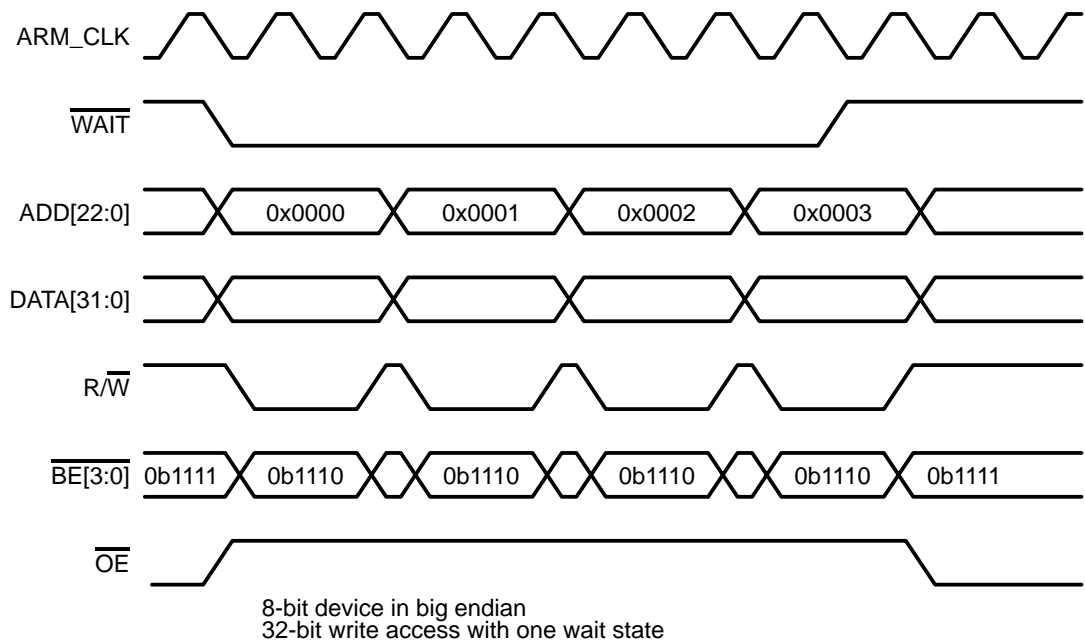 ARM_CLK
WAIT
ADD[22:0] 0x0000 0x0001 0x0002 0x0003
DATA[31:0]
R/W
BE[3:0] 0b1111 0b1110 0b1110 0b1110 0b1110 0b1111
OE
8-bit device in big endian
32-bit write access with one wait state